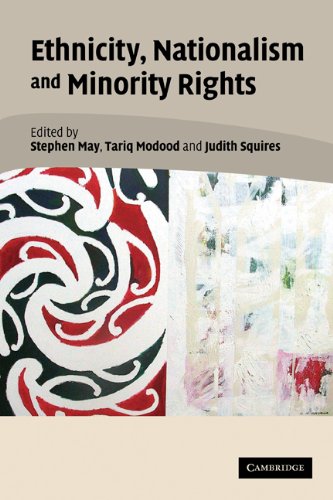 Ethnicity, Nationalism
and Minority Rights
Edited by
Stephen May, Tariq Modood and Judith Squires
CAMBRIDGE